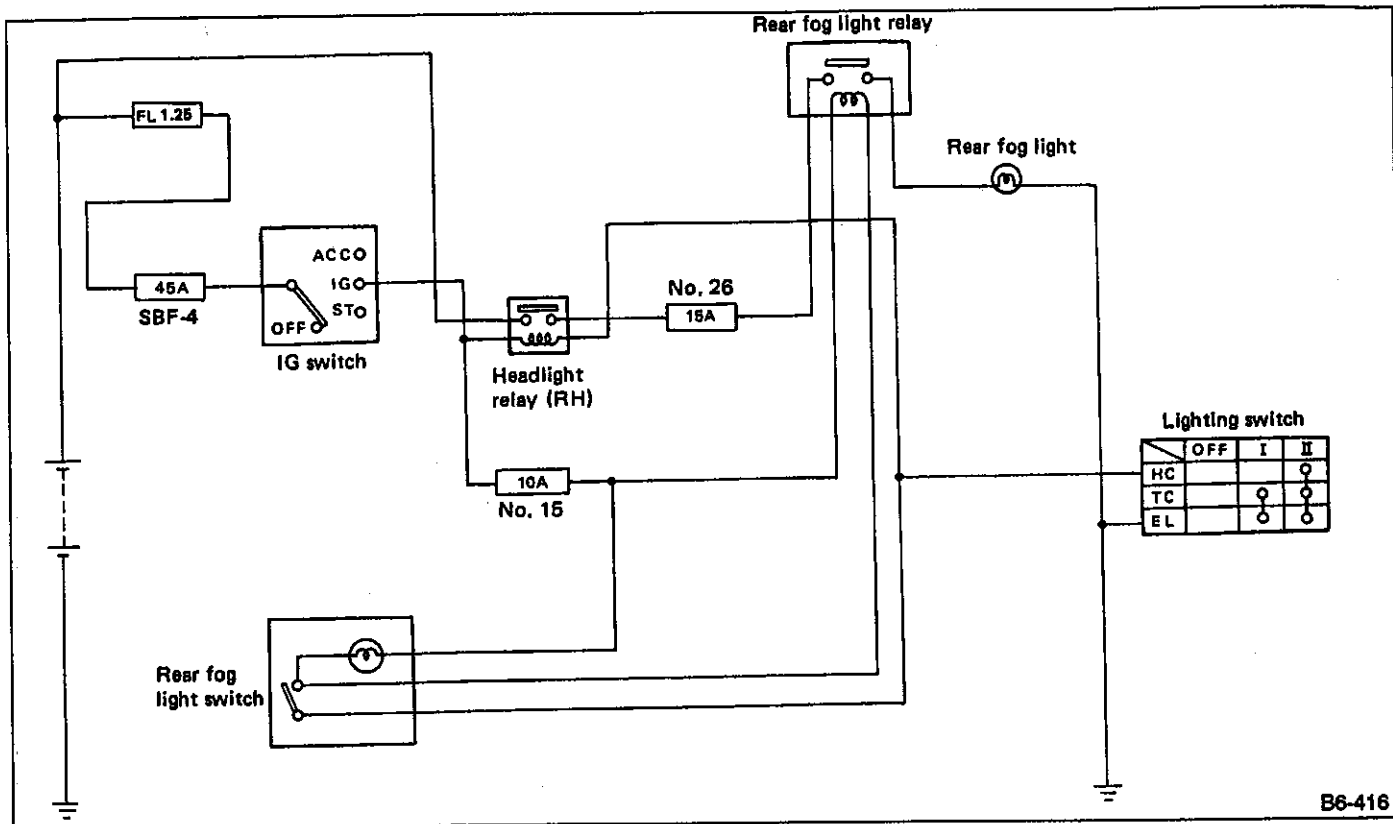 Rear fog light relay
FL 1.25
Rear fog light
ACC
IG
ST
OFF
45A
SBF-4
IG switch
No. 26
15A
Headlight
relay (RH)
Lighting switch
OFF I II
HC
TC
EL
10A
No. 15
Rear fog
light switch
B6-416